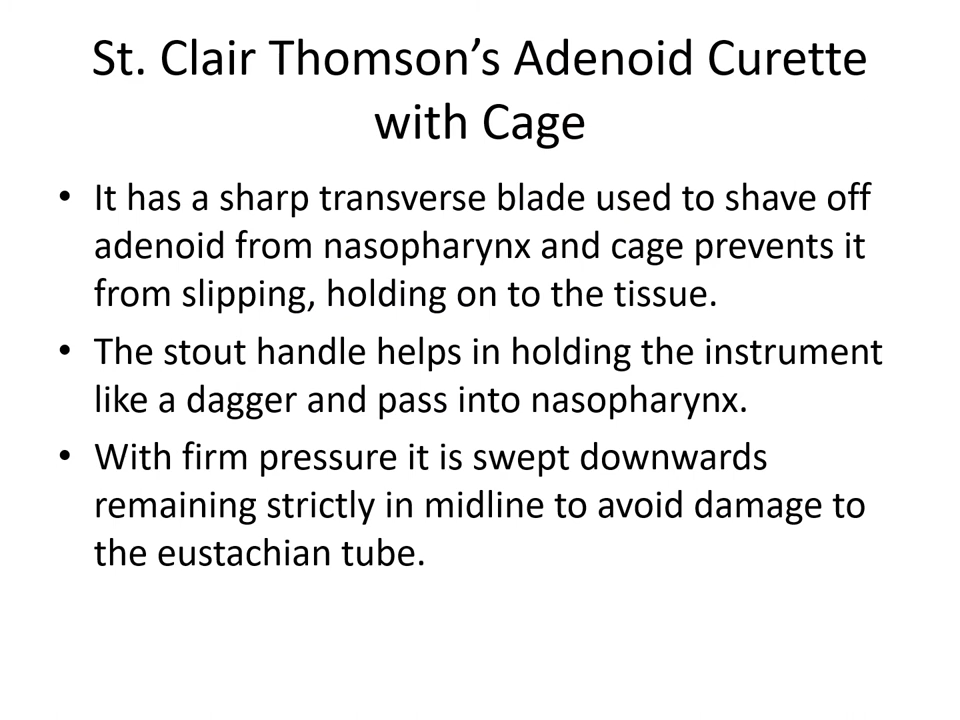 St. Clair Thomson’s Adenoid Curette
with Cage
• It has a sharp transverse blade used to shave off
adenoid from nasopharynx and cage prevents it
from slipping, holding on to the tissue.
• The stout handle helps in holding the instrument
like a dagger and pass into nasopharynx.
• With firm pressure it is swept downwards
remaining strictly in midline to avoid damage to
the eustachian tube.